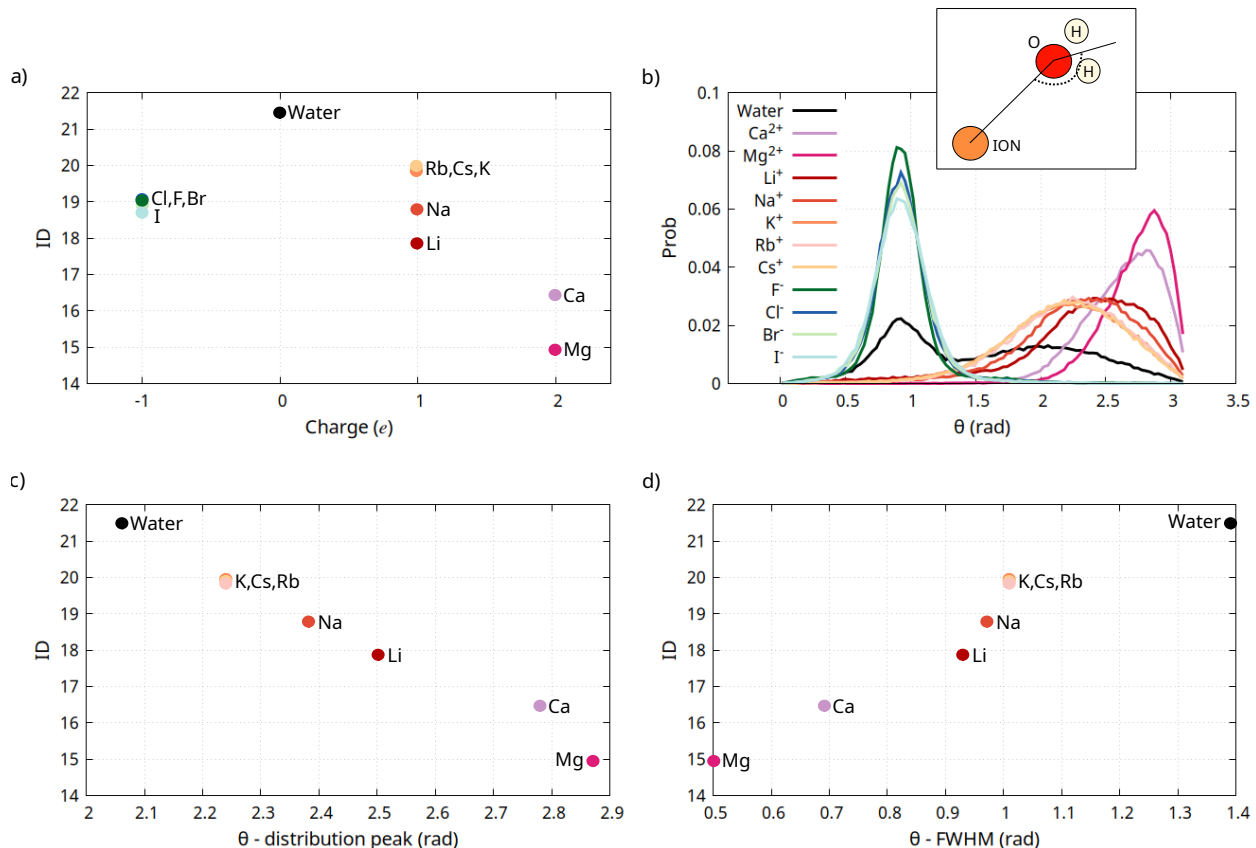 a)
22
21
20
19
18
17
16
15
14
ID
Water
Rb,Cs,K
Cl,F,Br
I
Na
Li
Ca
Mg
-1
0
1
2
Charge (e)
b)
O
H
H
ION
0.1
0.08
0.06
0.04
0.02
0
Prob
Water
Ca²⁺
Mg²⁺
Li⁺
Na⁺
K⁺
Rb⁺
Cs⁺
F⁻
Cl⁻
Br⁻
I⁻
0
0.5
1
1.5
2
2.5
3
3.5
θ (rad)
c)
22
21
20
19
18
17
16
15
14
ID
Water
K,Cs,Rb
Na
Li
Ca
Mg
2
2.1
2.2
2.3
2.4
2.5
2.6
2.7
2.8
2.9
θ - distribution peak (rad)
d)
22
21
20
19
18
17
16
15
14
ID
Water
K,Cs,Rb
Na
Li
Ca
Mg
0.5
0.6
0.7
0.8
0.9
1
1.1
1.2
1.3
1.4
θ - FWHM (rad)